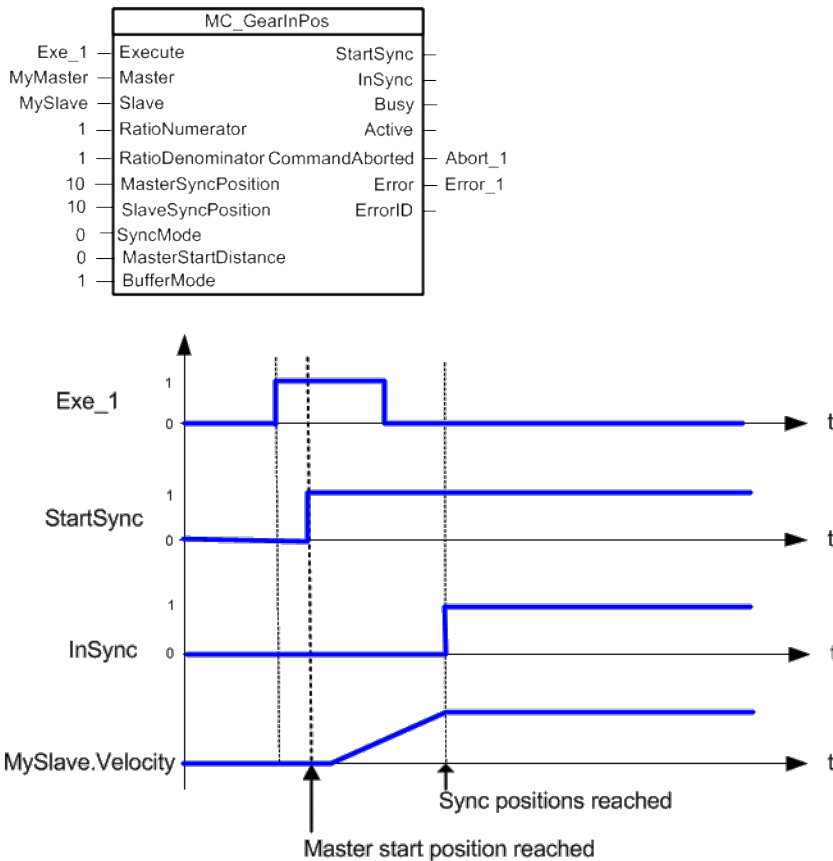 MC_GearInPos
Exe_1 Execute StartSync
MyMaster Master InSync
MySlave Slave Busy
1 RatioNumerator Active
1 RatioDenominator CommandAborted Abort_1
10 MasterSyncPosition Error Error_1
10 SlaveSyncPosition ErrorID
0 SyncMode
0 MasterStartDistance
1 BufferMode
1
Exe_1
0 t
1
StartSync
0 t
1
InSync 0 t
MySlave.Velocity t
Sync positions reached
Master start position reached